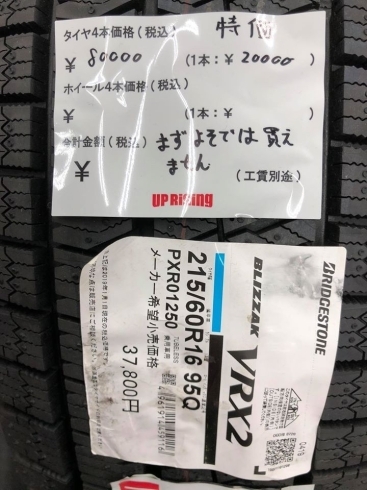 特価
タイヤ4本価格(税込)
¥ 80000 (1本:¥ 20000)
ホイール4本価格(税込)
¥ (1本:¥ )
合計金額(税込) まずよそでは買え
¥ ません (工賃別途)
UP Rising
BRIDGESTONE
BLIZZAK VRX2
215/60R16 95Q
PXR01250
TUBELESS
メーカー希望小売価格
37,800円